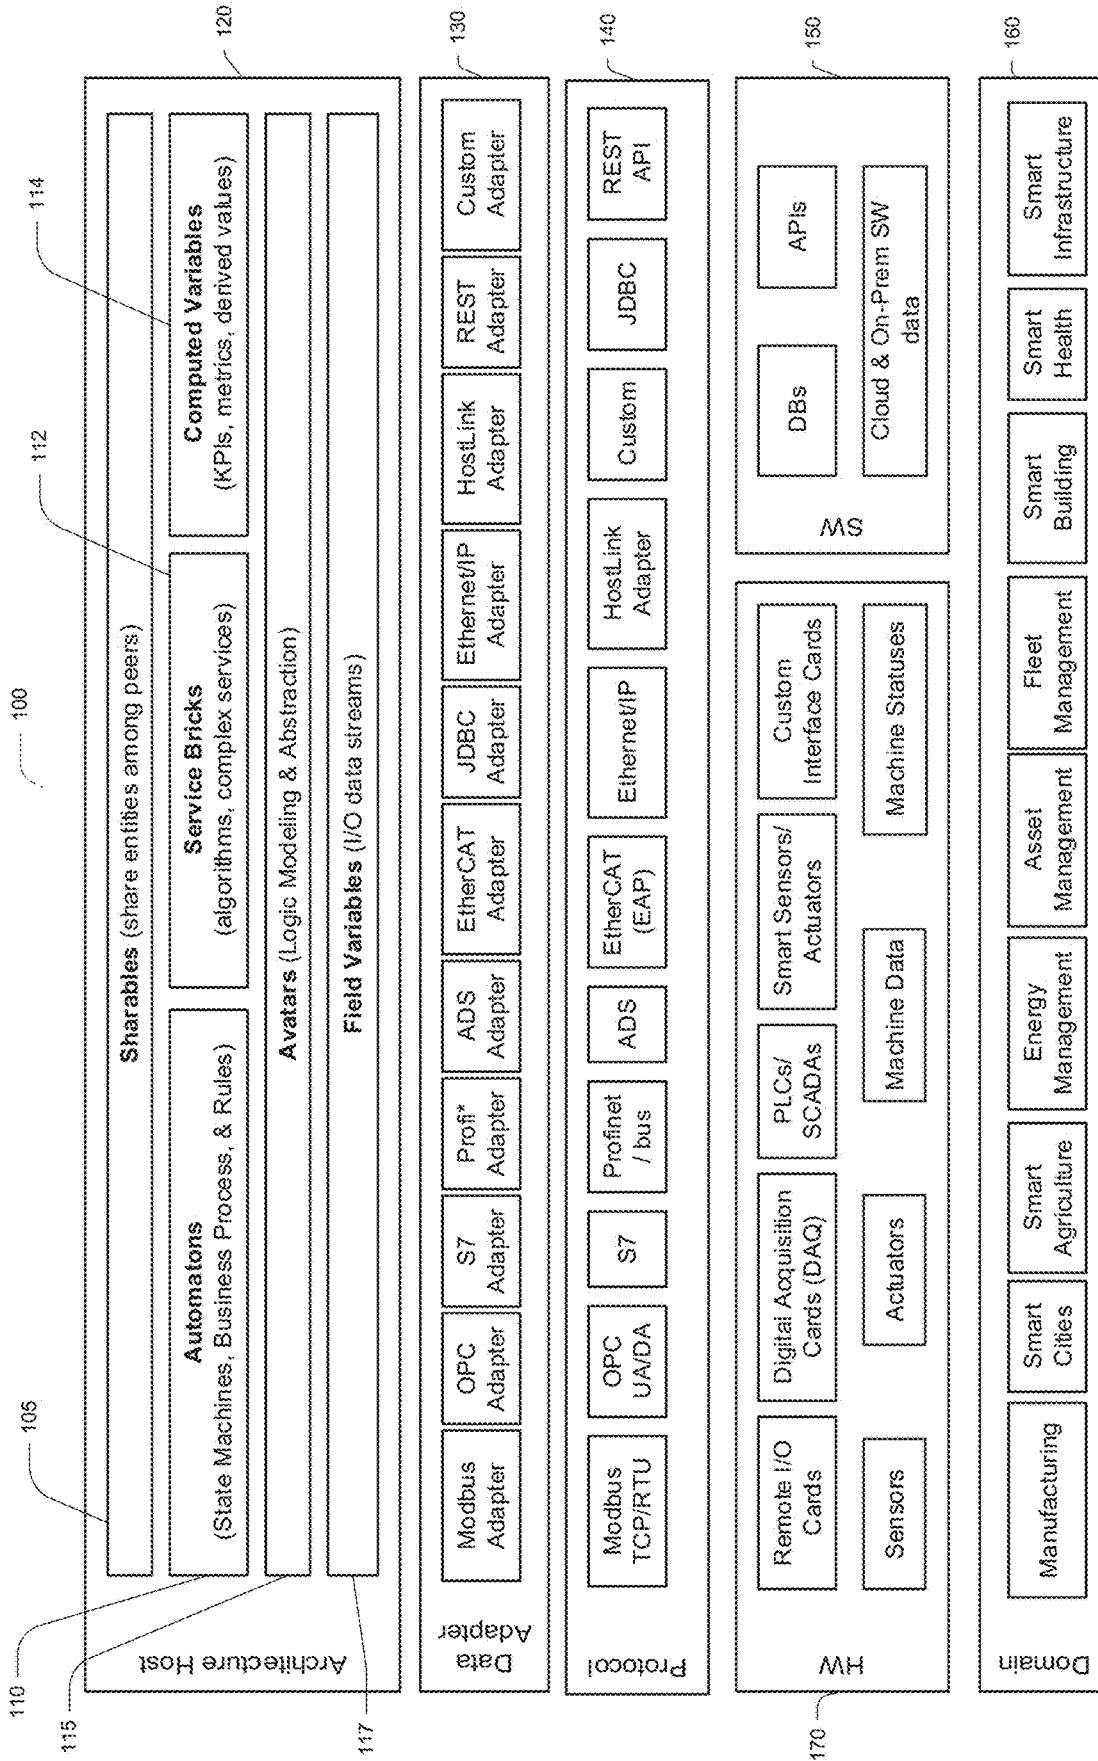 100
105
110
115
117
112
114
120
Architecture Host
Sharables (share entities among peers)
Automatons
(State Machines, Business Process, & Rules)
Service Bricks
(algorithms, complex services)
Computed Variables
(KPIs, metrics, derived values)
Avatars (Logic Modeling & Abstraction)
Field Variables (I/O data streams)
130
Data
Adapter
Modbus
Adapter
OPC
Adapter
S7
Adapter
Profi*
Adapter
ADS
Adapter
EtherCAT
Adapter
JDBC
Adapter
Ethernet/IP
Adapter
HostLink
Adapter
REST
Adapter
Custom
Adapter
140
Protocol
Modbus
TCP/RTU
OPC
UA/DA
S7
Profinet
/ bus
ADS
EtherCAT
(EAP)
Ethernet/IP
HostLink
Adapter
Custom
JDBC
REST
API
170
HW
Remote I/O
Cards
Digital Acquisition
Cards (DAQ)
PLCs/
SCADAs
Smart Sensors/
Actuators
Custom
Interface Cards
Sensors
Actuators
Machine Data
Machine Statuses
150
SW
DBs
APIs
Cloud & On-Prem SW
data
160
Domain
Manufacturing
Smart
Cities
Smart
Agriculture
Energy
Management
Asset
Management
Fleet
Management
Smart
Building
Smart
Health
Smart
Infrastructure